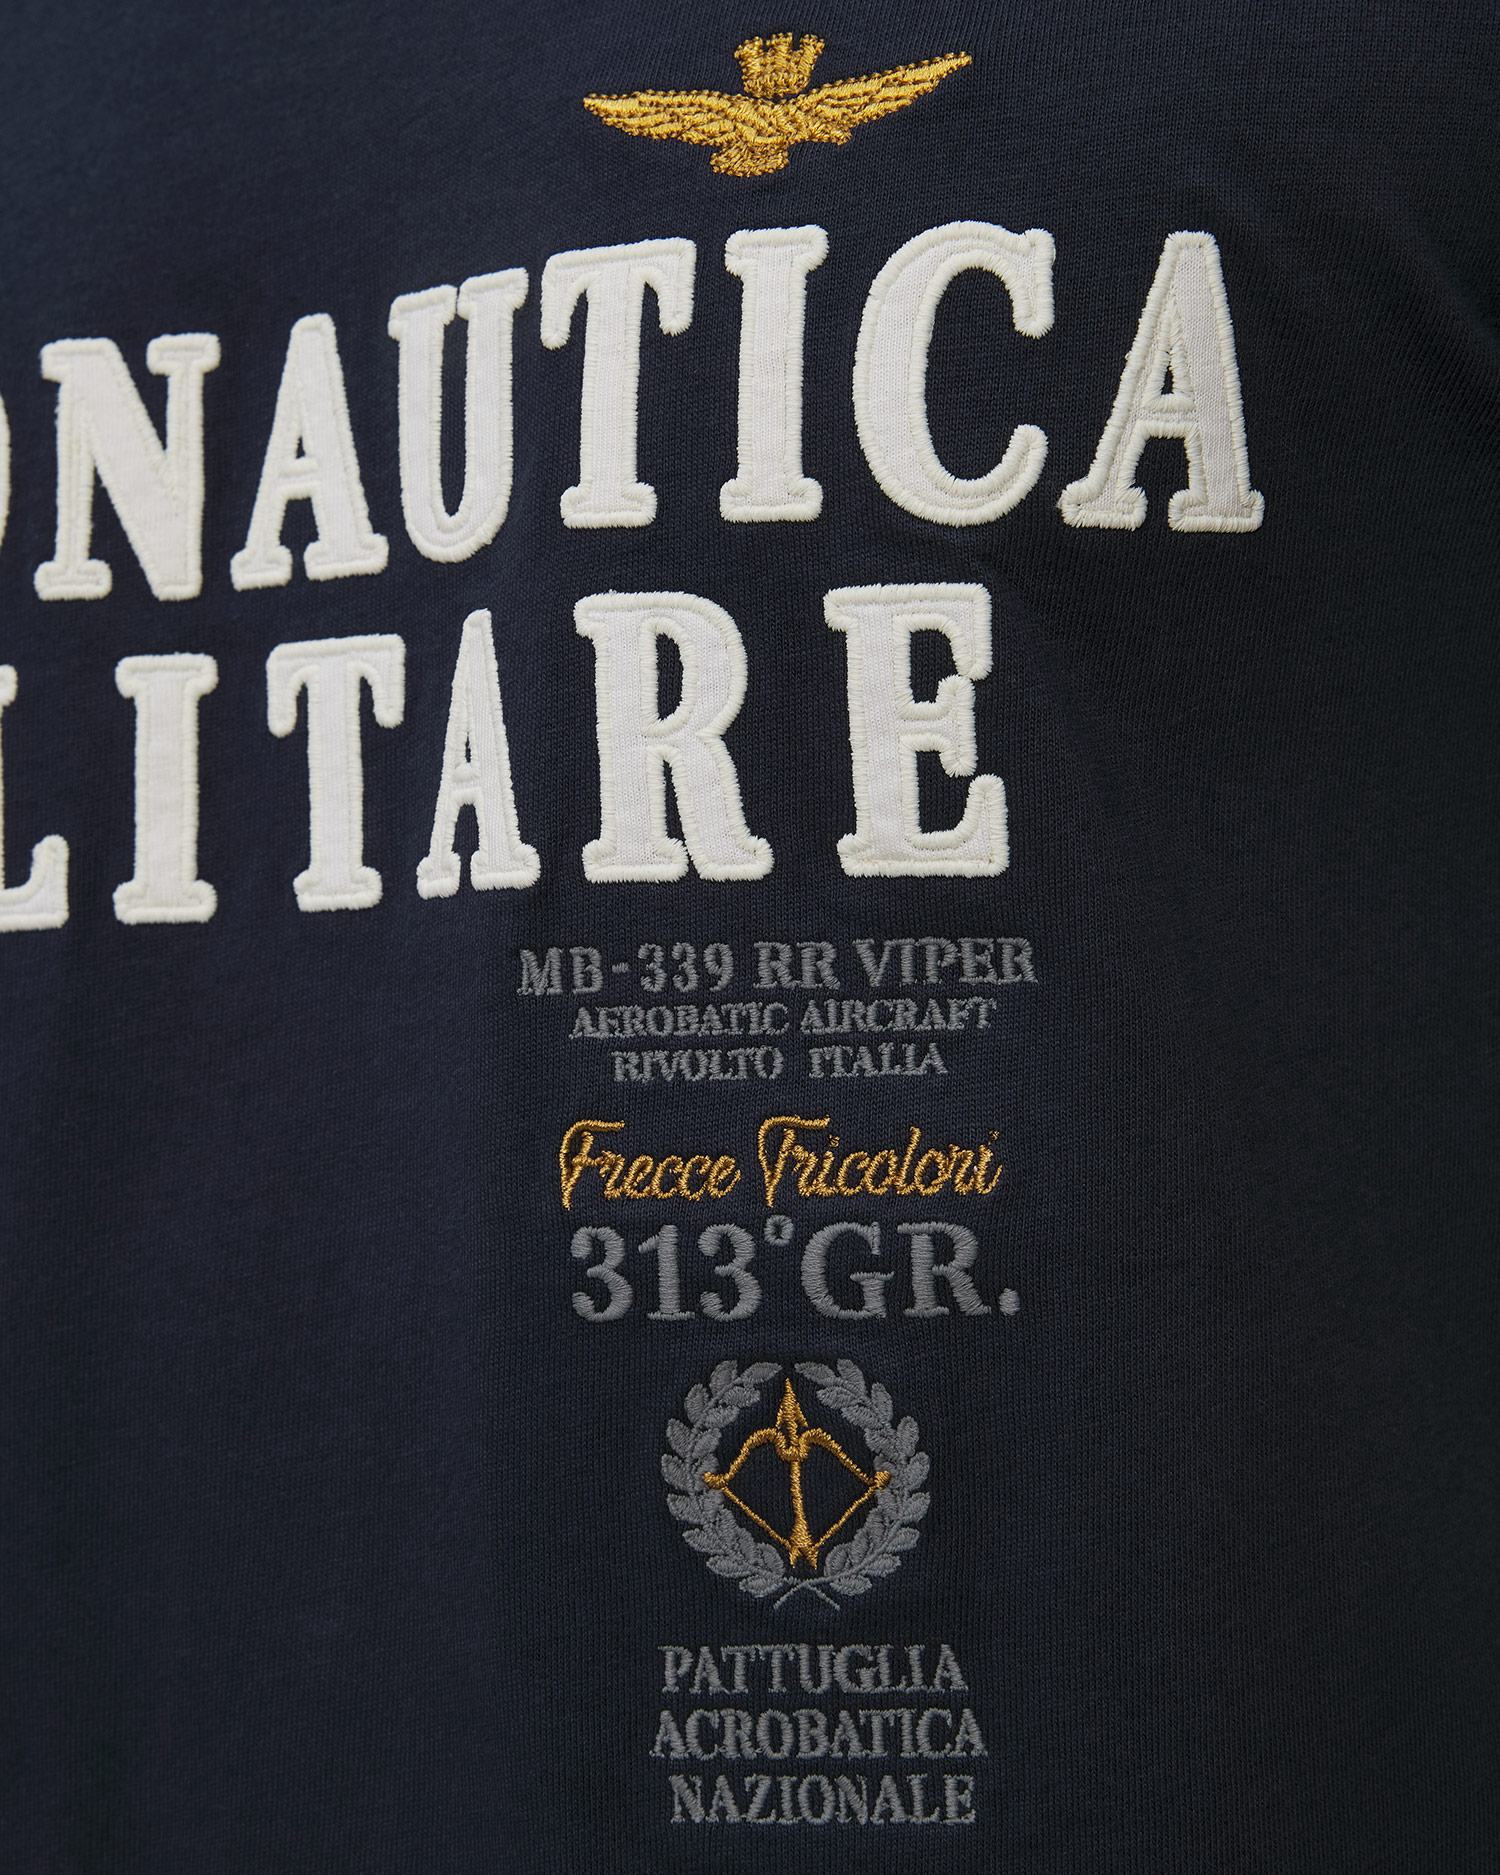 ONAUTICA
LITARE
MB-339 RR VIPER
AEROBATIC AIRCRAFT
RIVOLTO ITALIA
Frecce Tricolori
313° GR.
PATTUGLIA
ACROBATICA
NAZIONALE